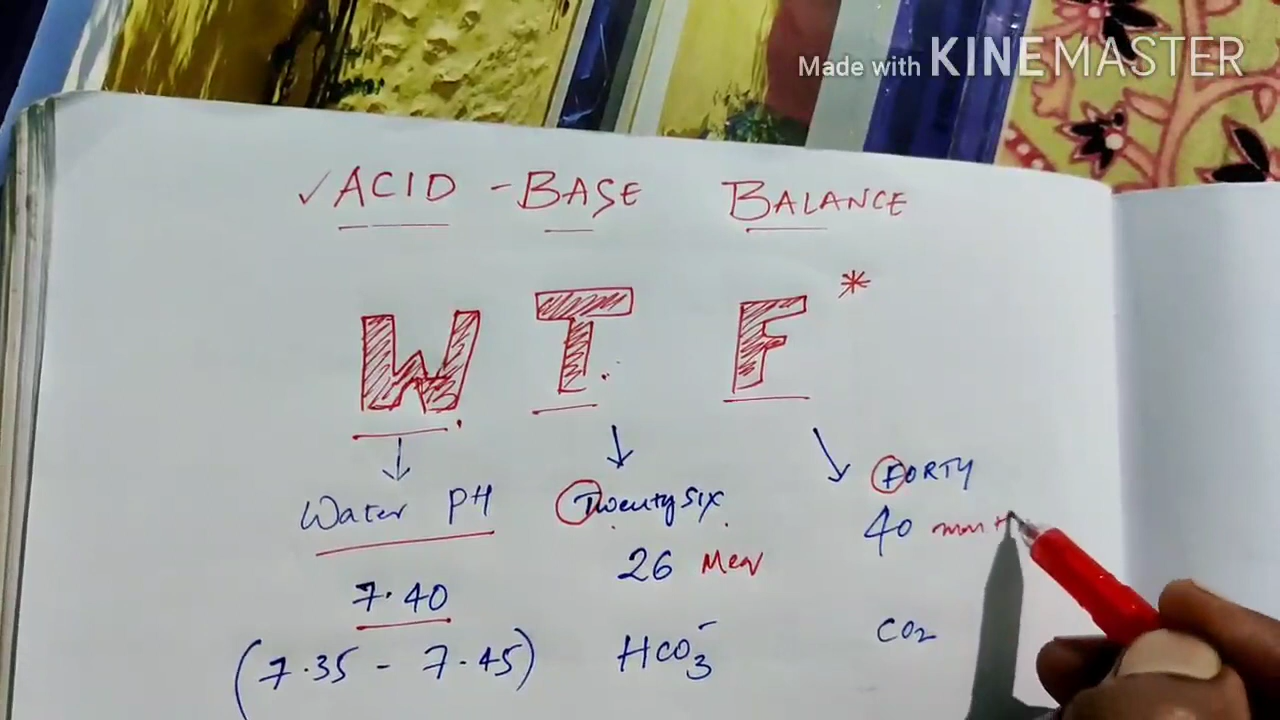 Made with KINEMASTER
✓ ACID - BASE BALANCE
W T F *
Water PH
Twenty six
FORTY
7.40
26 Meq
40 mm H
(7.35 - 7.45)
HCO3-
CO2